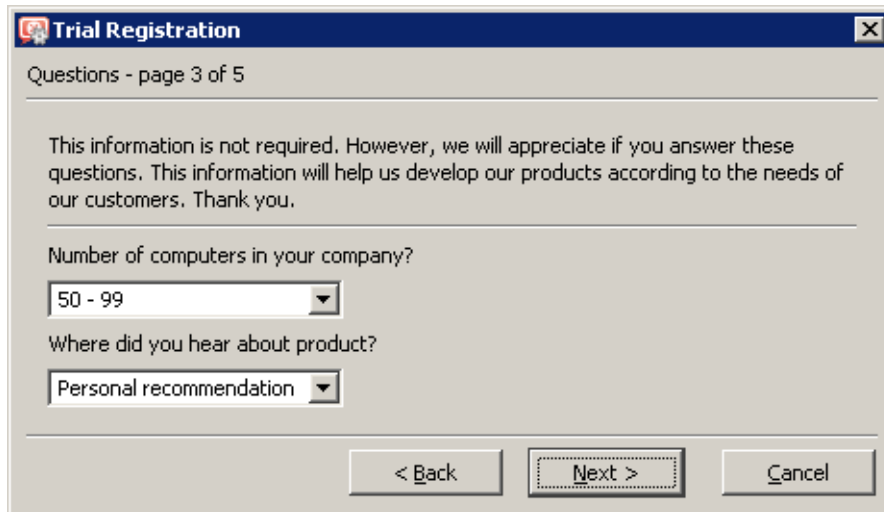 Trial Registration
Questions - page 3 of 5
This information is not required. However, we will appreciate if you answer these
questions. This information will help us develop our products according to the needs of
our customers. Thank you.
Number of computers in your company?
50 - 99
Where did you hear about product?
Personal recommendation
< Back
Next >
Cancel